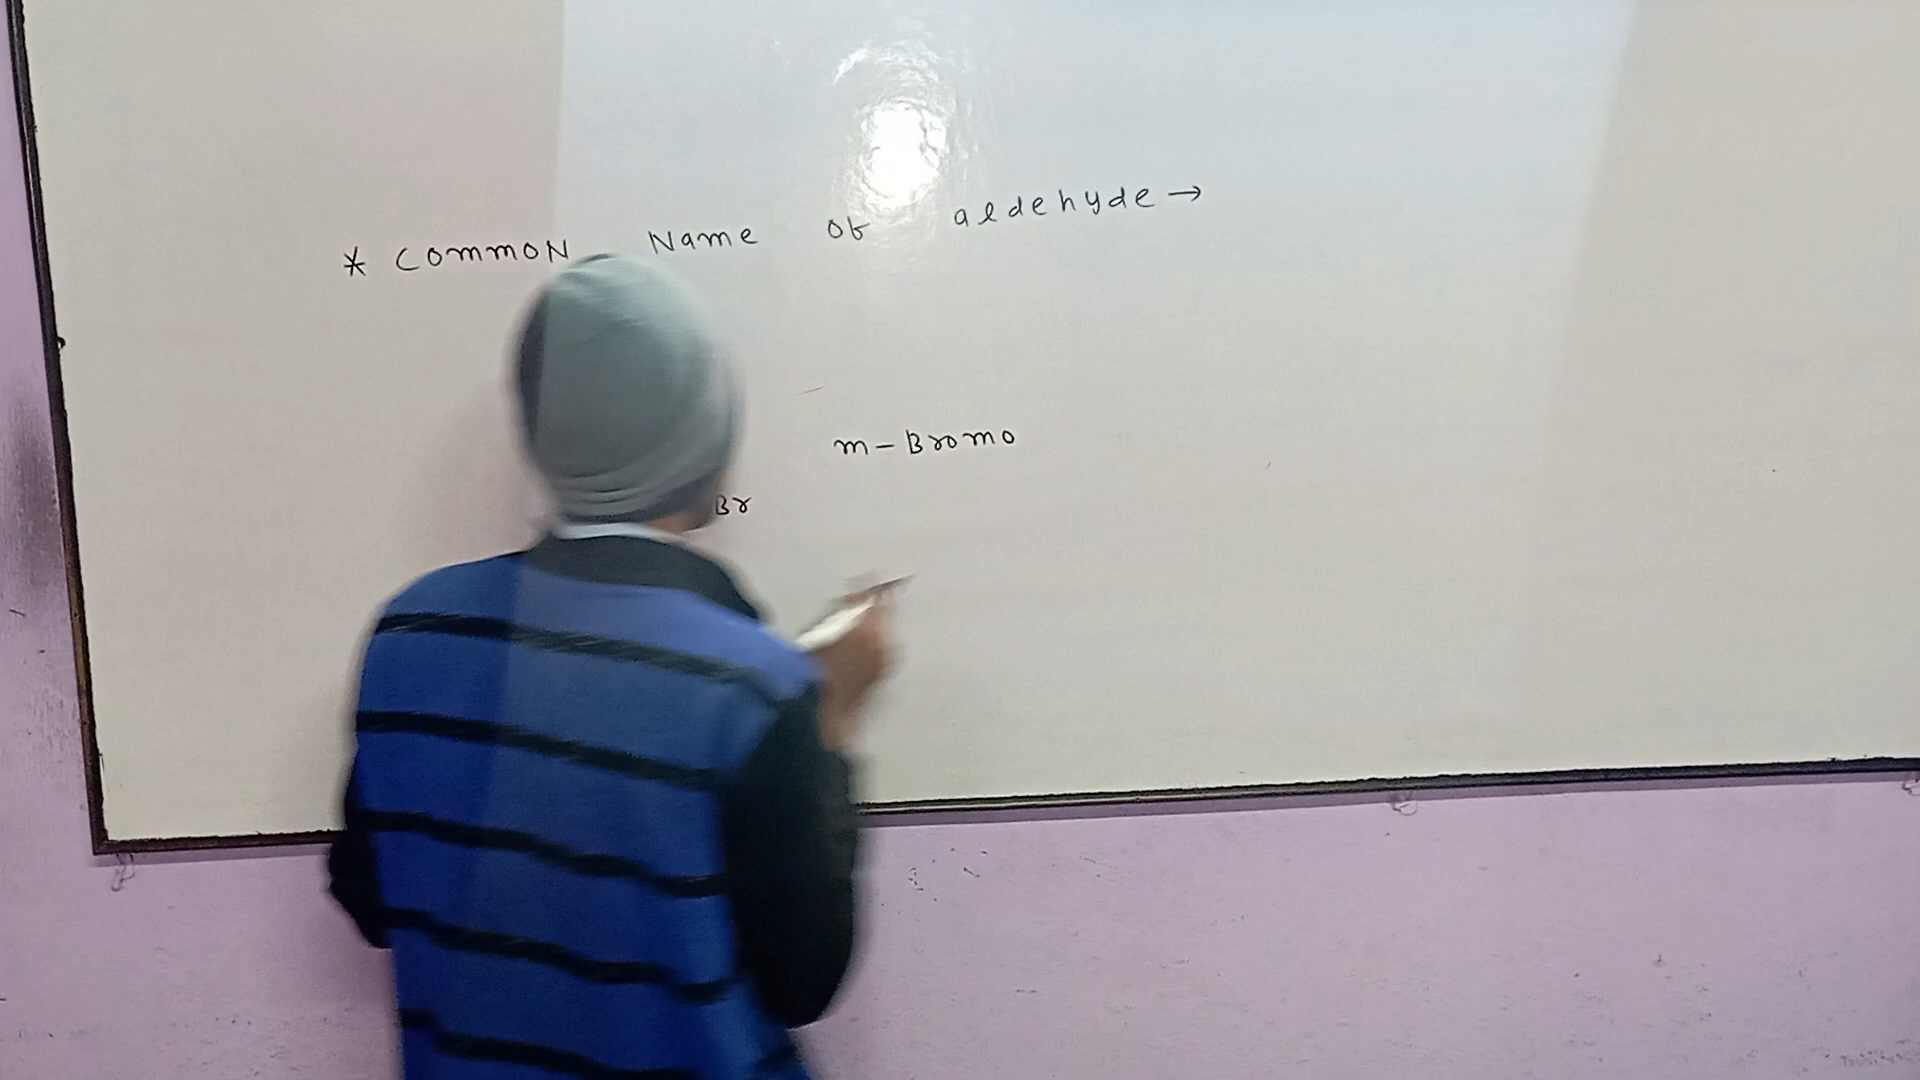 * Common Name of aldehyde →
m-Bromo
Br